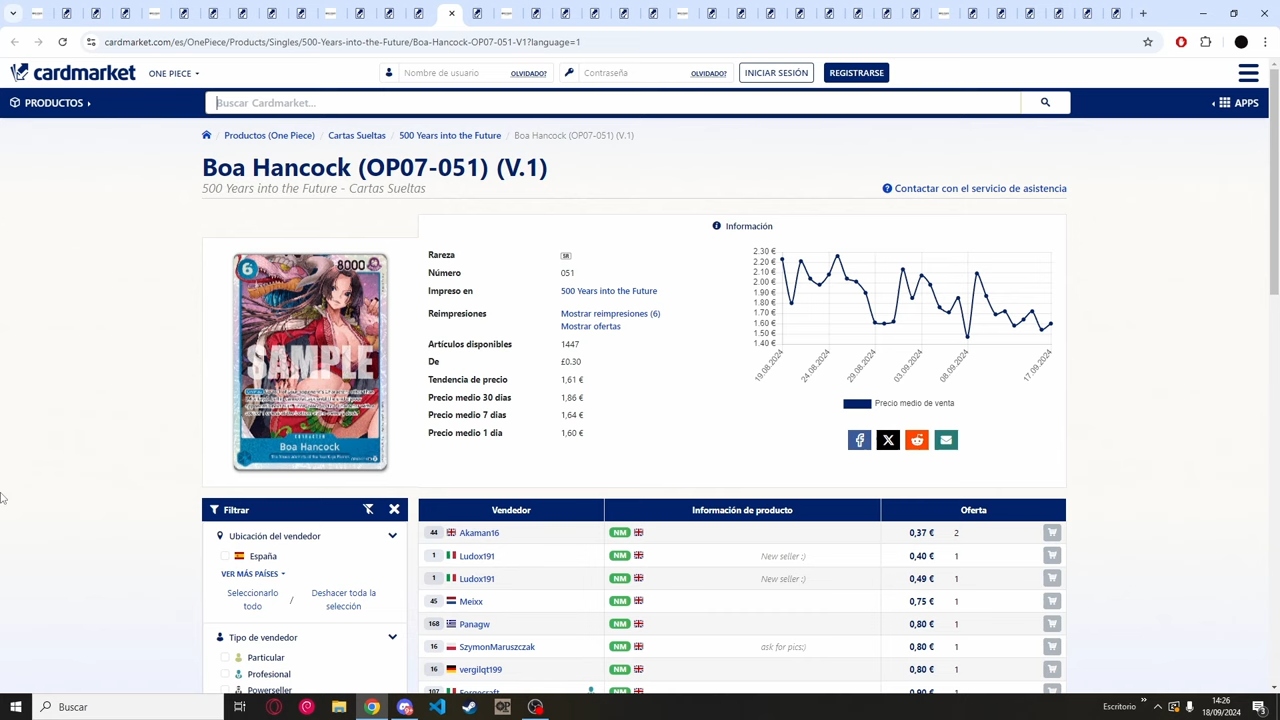 cardmarket.com/es/OnePiece/Products/Singles/500-Years-into-the-Future/Boa-Hancock-OP07-051-V1?language=1
cardmarket
ONE PIECE
Nombre de usuario
OLVIDADO?
Contraseña
OLVIDADO?
INICIAR SESIÓN
REGISTRARSE
PRODUCTOS
Buscar Cardmarket...
APPS
Productos (One Piece) / Cartas Sueltas / 500 Years into the Future / Boa Hancock (OP07-051) (V.1)
Boa Hancock (OP07-051) (V.1)
500 Years into the Future - Cartas Sueltas
Contactar con el servicio de asistencia
Información
6
8000
SAMPLE
Boa Hancock
Rareza SR
Número 051
Impreso en 500 Years into the Future
Reimpresiones Mostrar reimpresiones (6)
Mostrar ofertas
Artículos disponibles 1447
De £0.30
Tendencia de precio 1,61 €
Precio medio 30 días 1,86 €
Precio medio 7 días 1,64 €
Precio medio 1 día 1,60 €
2.30 €
2.20 €
2.10 €
2.00 €
1.90 €
1.80 €
1.70 €
1.60 €
1.50 €
1.40 €
24.08.2024
29.08.2024
03.09.2024
08.09.2024
17.09.2024
Precio medio de venta
Filtrar
Ubicación del vendedor
España
VER MÁS PAÍSES
Seleccionarlo todo / Deshacer toda la selección
Tipo de vendedor
Particular
Profesional
Powerseller
Vendedor Información de producto Oferta
44 Akaman16 NM 0,37 € 2
1 Ludox191 NM New seller ;) 0,40 € 1
1 Ludox191 NM New seller ;) 0,49 € 1
45 Meixx NM 0,75 € 1
168 Panagw NM 0,80 € 1
16 SzymonMaruszczak NM ask for pics;) 0,80 € 1
16 vergilqt199 NM 0,80 € 1
107 Forgecraft NM 0,90 € 1
Buscar
Escritorio
14:26
18/09/2024
3